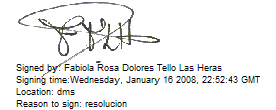 Signed by: Fabiola Rosa Dolores Tello Las Heras
Signing time:Wednesday, January 16 2008, 22:52:43 GMT
Location: dms
Reason to sign: resolucion